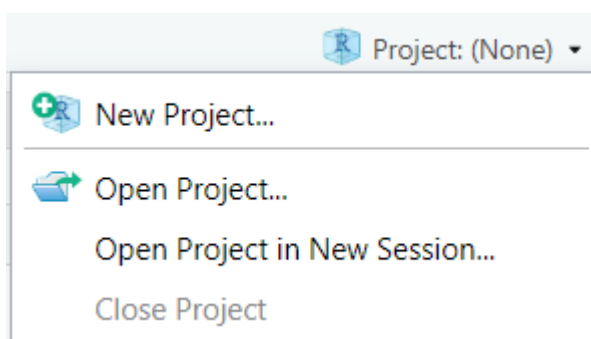 Project: (None)
New Project...
Open Project...
Open Project in New Session...
Close Project